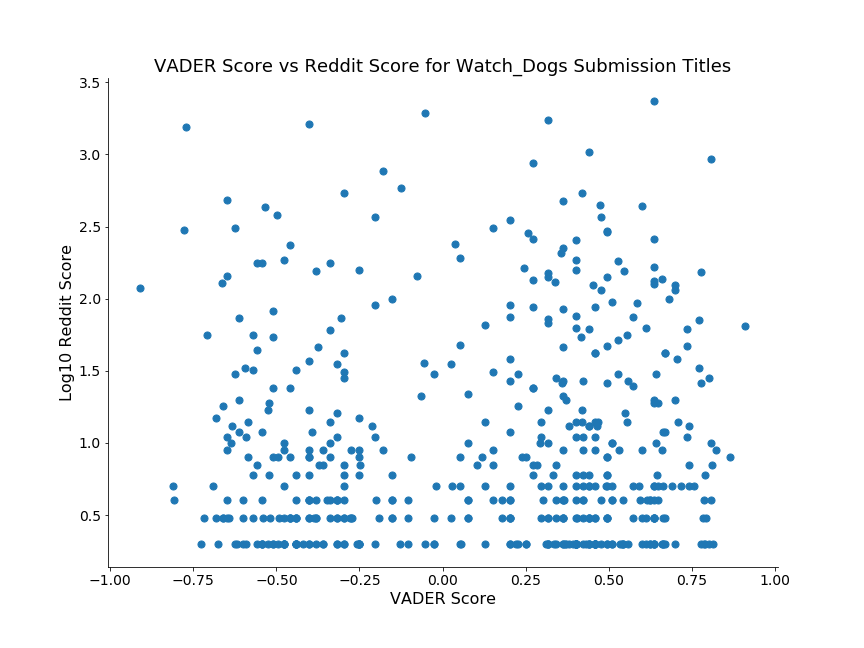 VADER Score vs Reddit Score for Watch_Dogs Submission Titles
3.5
3.0
2.5
2.0
1.5
1.0
0.5
Log10 Reddit Score
−1.00 −0.75 −0.50 −0.25 0.00 0.25 0.50 0.75 1.00
VADER Score